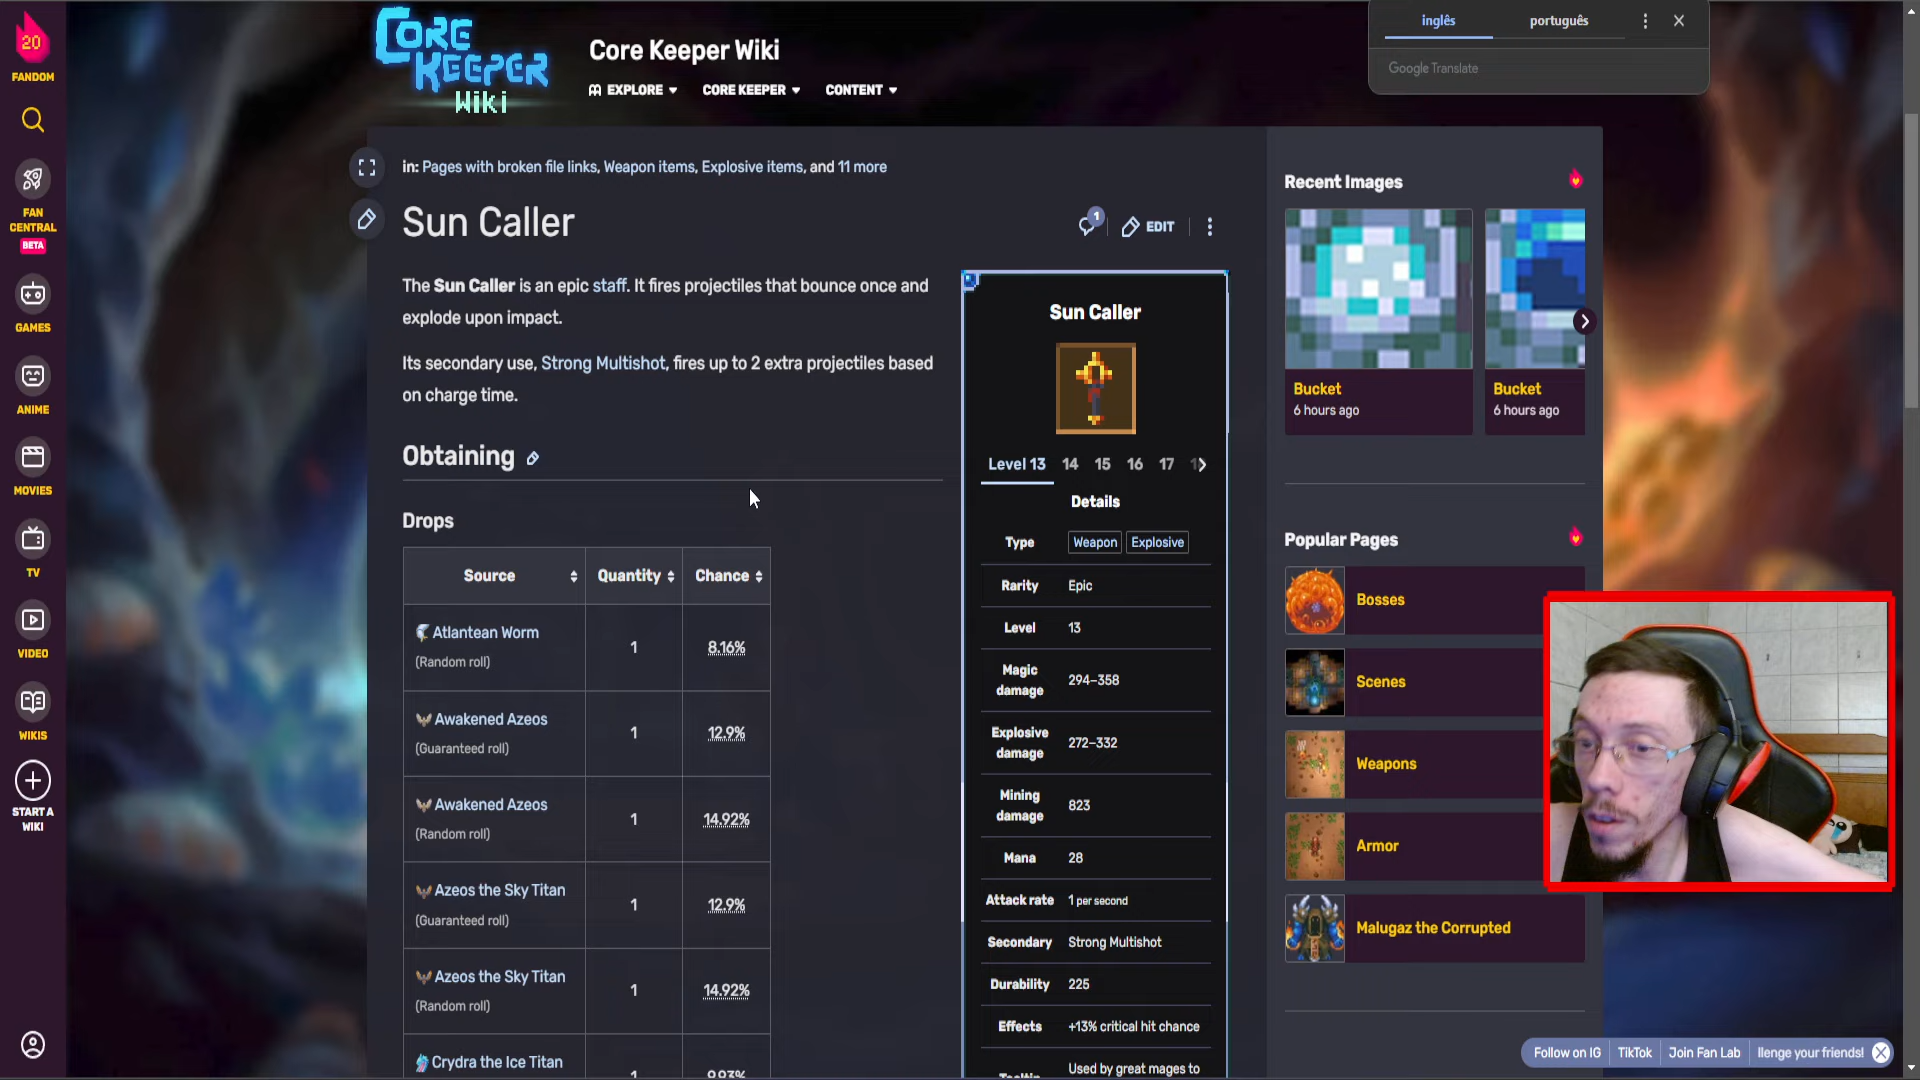 20
FANDOM
FAN
CENTRAL
BETA
GAMES
ANIME
MOVIES
TV
VIDEO
WIKIS
START A
WIKI
CORE
KEEPER
Wiki
Core Keeper Wiki
EXPLORE
CORE KEEPER
CONTENT
inglês
português
Google Translate
in: Pages with broken file links, Weapon items, Explosive items, and 11 more
Sun Caller
1
EDIT
The Sun Caller is an epic staff. It fires projectiles that bounce once and
explode upon impact.
Its secondary use, Strong Multishot, fires up to 2 extra projectiles based
on charge time.
Obtaining
Drops
Source Quantity Chance
Atlantean Worm
(Random roll)
1 8.16%
Awakened Azeos
(Guaranteed roll)
1 12.9%
Awakened Azeos
(Random roll)
1 14.92%
Azeos the Sky Titan
(Guaranteed roll)
1 12.9%
Azeos the Sky Titan
(Random roll)
1 14.92%
Crydra the Ice Titan
1 9.93%
Sun Caller
Level 13 14 15 16 17
Details
Type Weapon Explosive
Rarity Epic
Level 13
Magic
damage
294–358
Explosive
damage
272–332
Mining
damage
823
Mana 28
Attack rate 1 per second
Secondary Strong Multishot
Durability 225
Effects +13% critical hit chance
Tooltip Used by great mages to
Recent Images
Bucket
6 hours ago
Bucket
6 hours ago
Popular Pages
Bosses
Scenes
Weapons
Armor
Malugaz the Corrupted
Follow on IG TikTok Join Fan Lab llenge your friends!